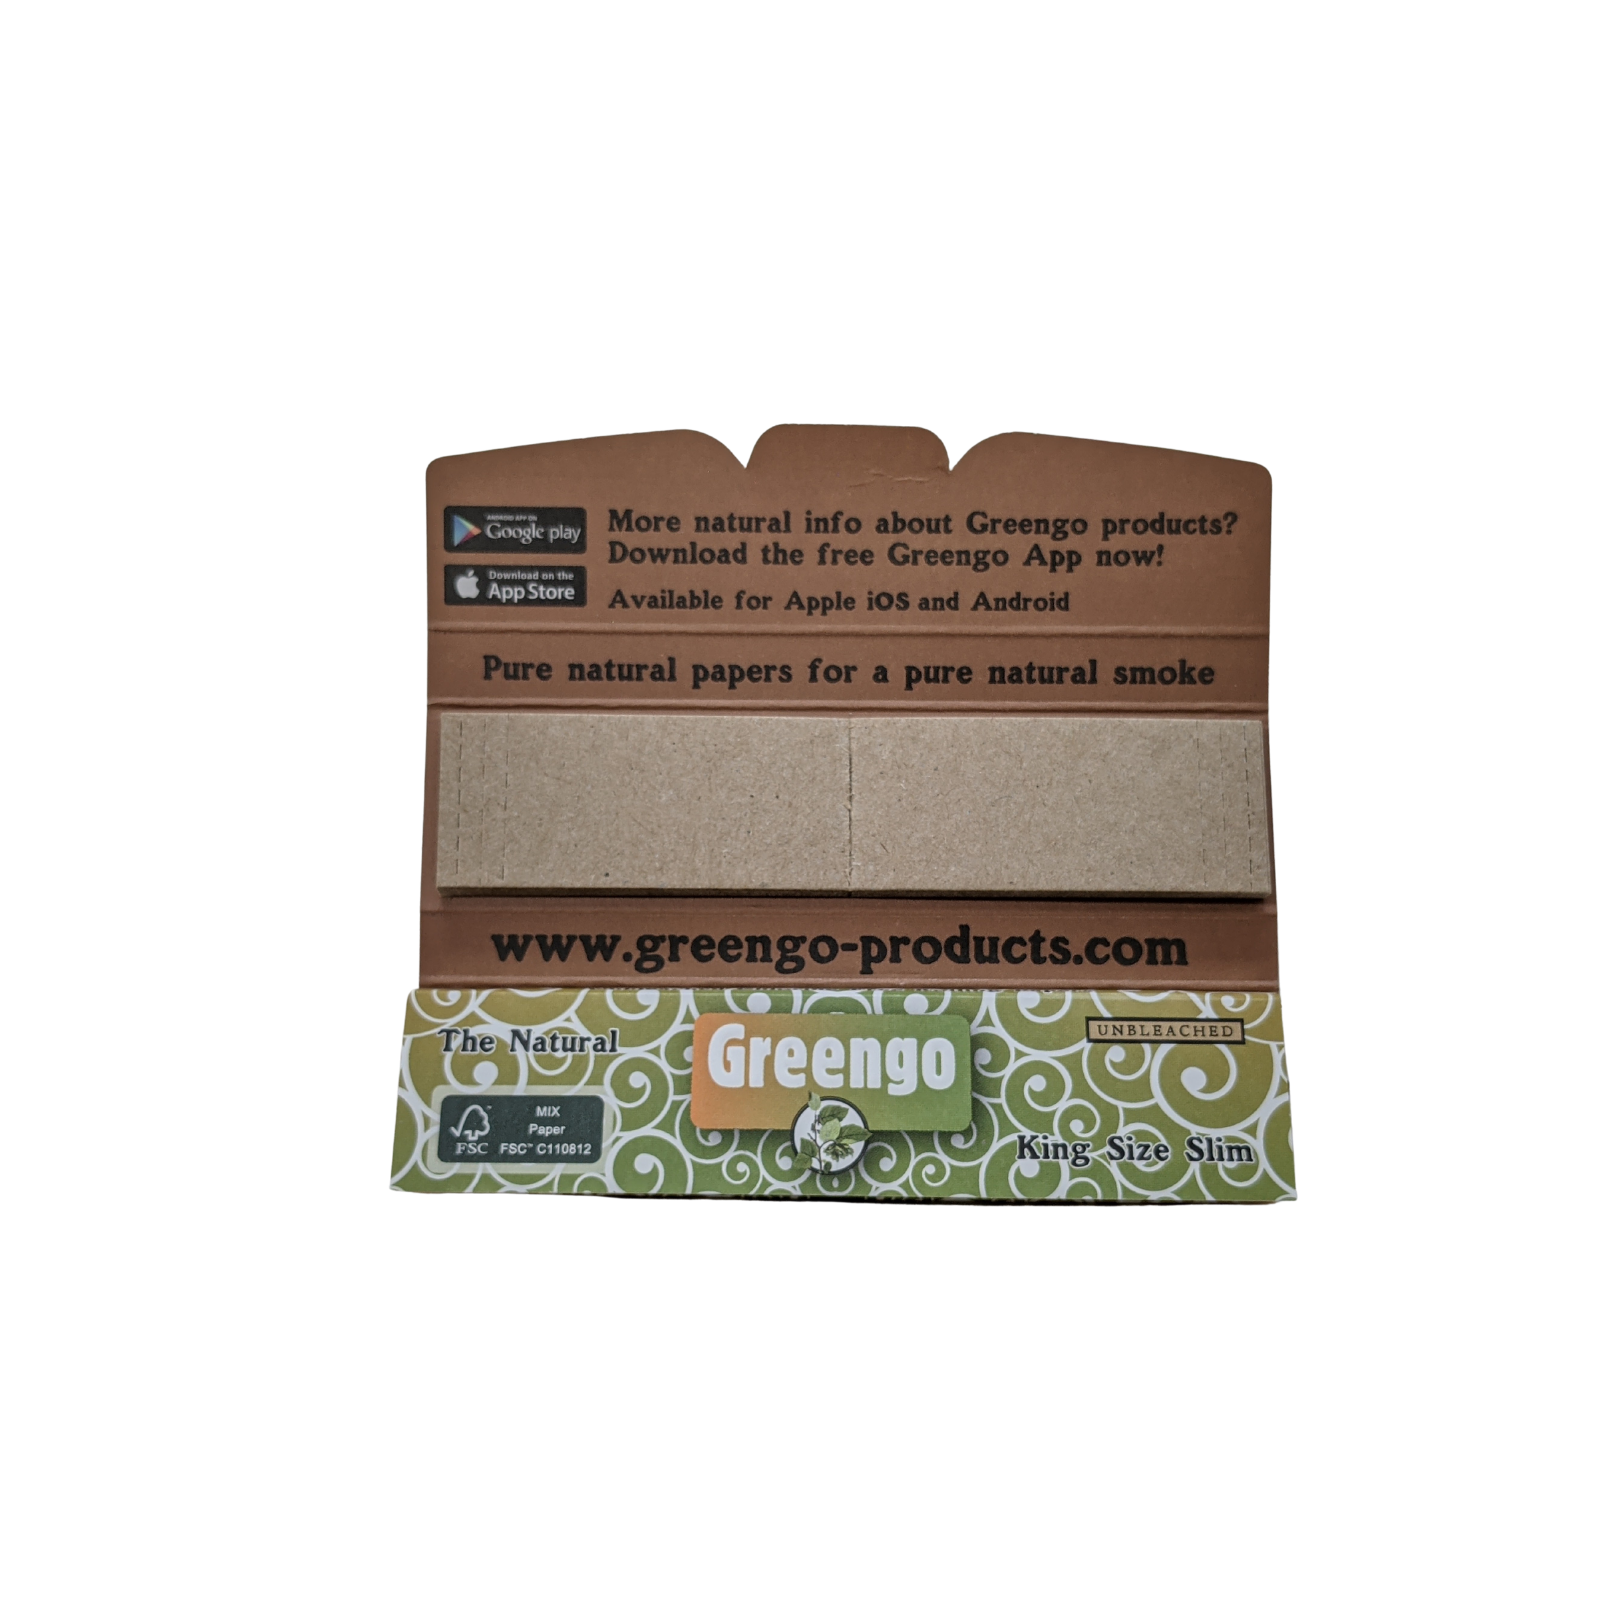 ANDROID APP ON
Google play
More natural info about Greengo products?
Download the free Greengo App now!
Download on the
App Store
Available for Apple iOS and Android
Pure natural papers for a pure natural smoke
www.greengo-products.com
The Natural
Greengo
UNBLEACHED
MIX
Paper
FSC™ C110812
FSC
King Size Slim